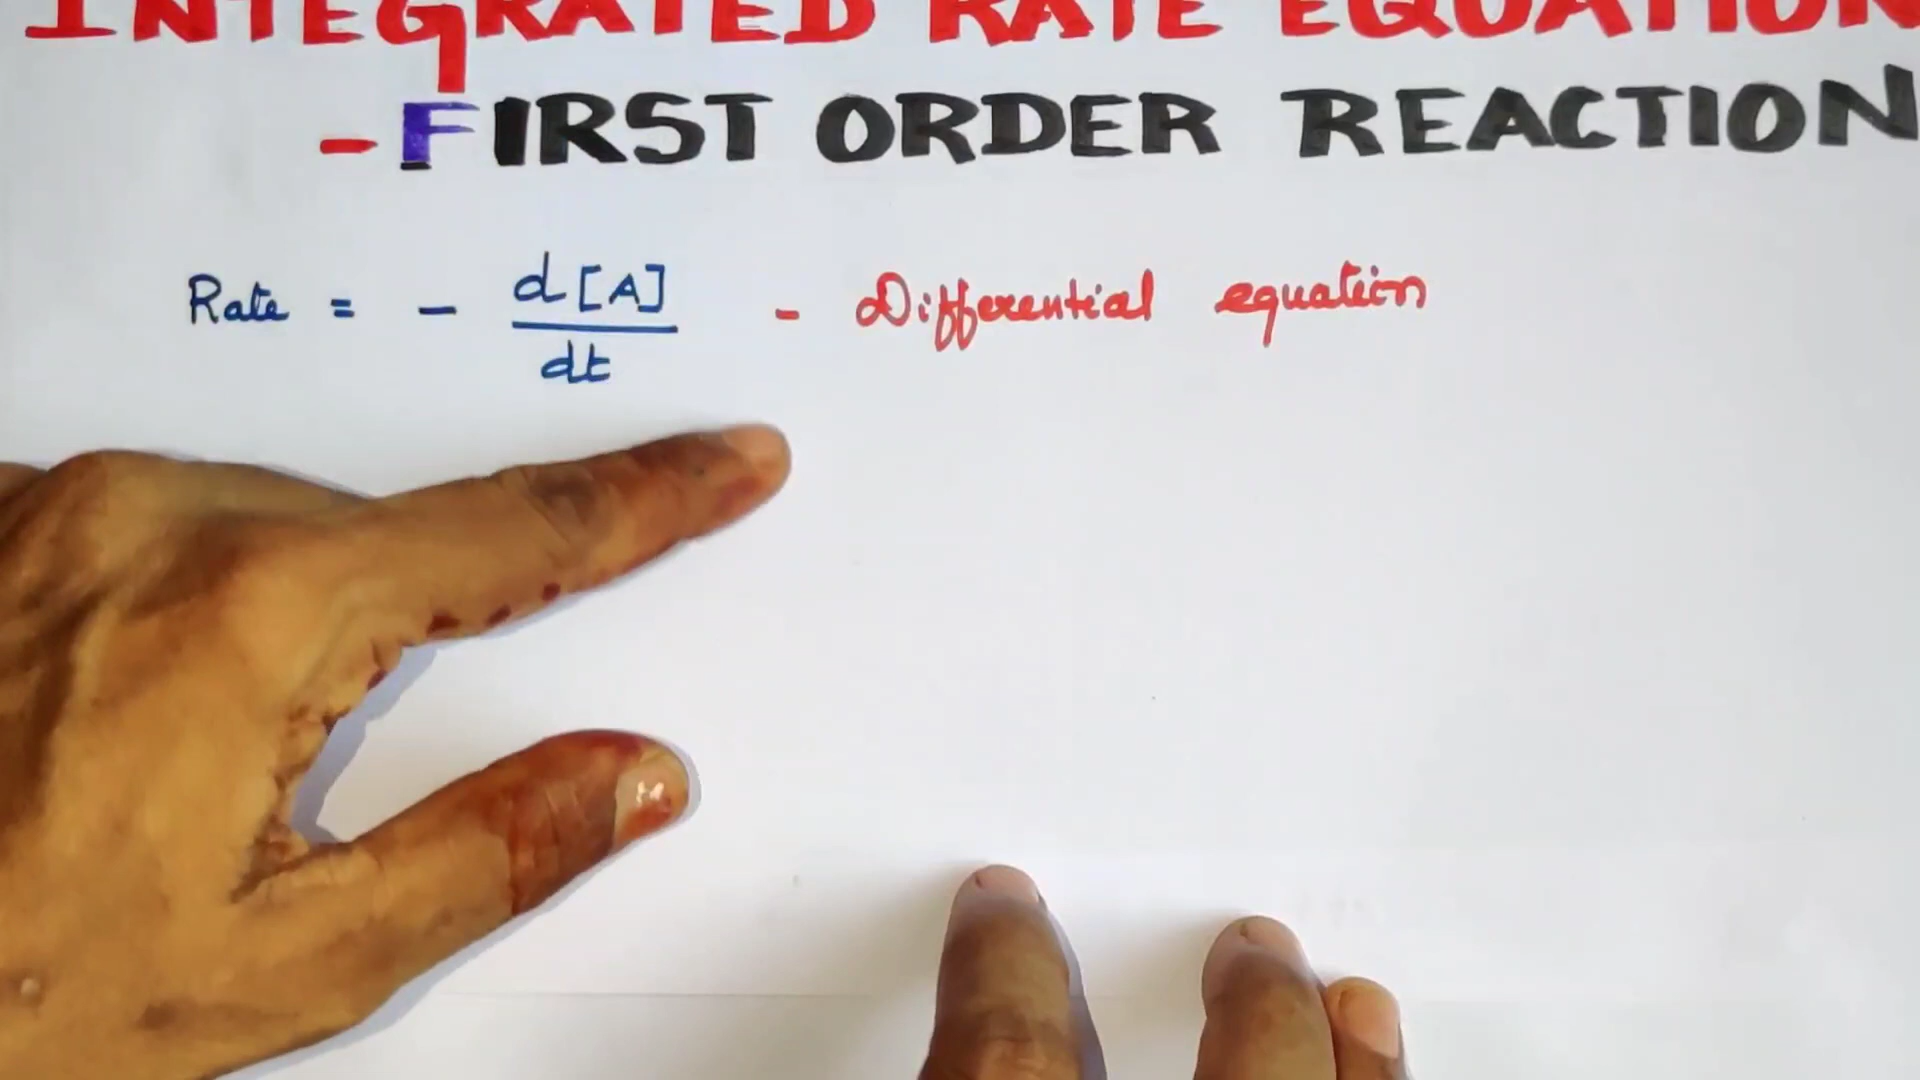 INTEGRATED RATE EQUATION
- FIRST ORDER REACTION
Rate = - d[A]/dt - Differential equation